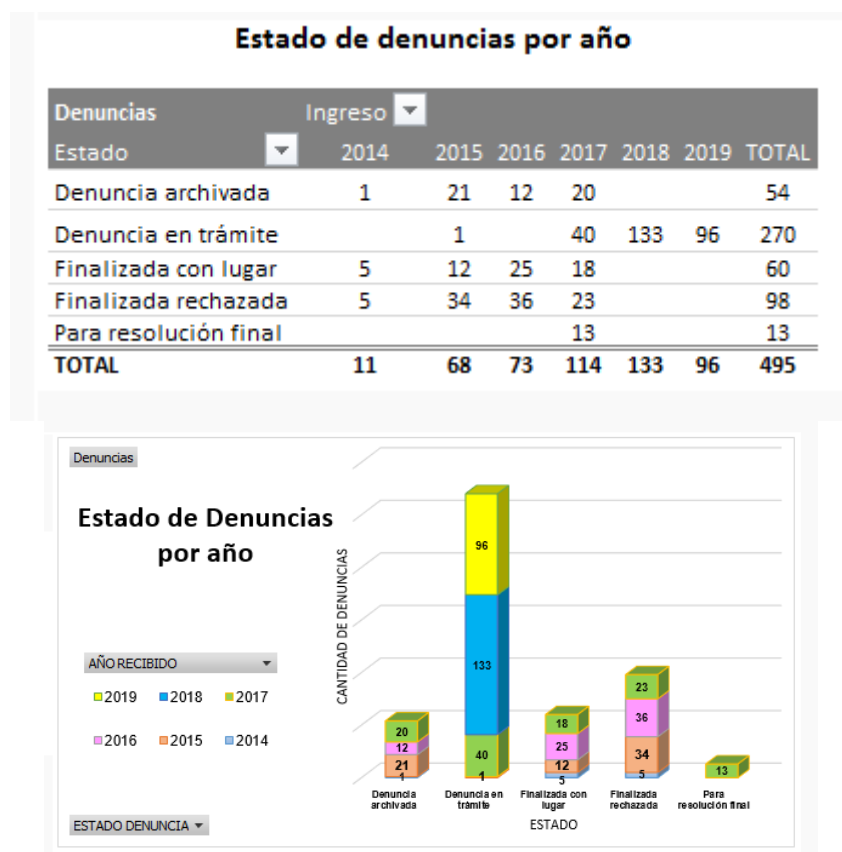 Estado de denuncias por año
Denuncias Ingreso
Estado 2014 2015 2016 2017 2018 2019 TOTAL
Denuncia archivada 1 21 12 20 54
Denuncia en trámite 1 40 133 96 270
Finalizada con lugar 5 12 25 18 60
Finalizada rechazada 5 34 36 23 98
Para resolución final 13 13
TOTAL 11 68 73 114 133 96 495
Denuncias
Estado de Denuncias
por año
CANTIDAD DE DENUNCIAS
AÑO RECIBIDO
2019 2018 2017
2016 2015 2014
ESTADO DENUNCIA
20
12
21
1
96
133
40
1
18
25
12
5
23
36
34
5
13
Denuncia archivada
Denuncia en trámite
Finalizada con lugar
Finalizada rechazada
Para resolución final
ESTADO